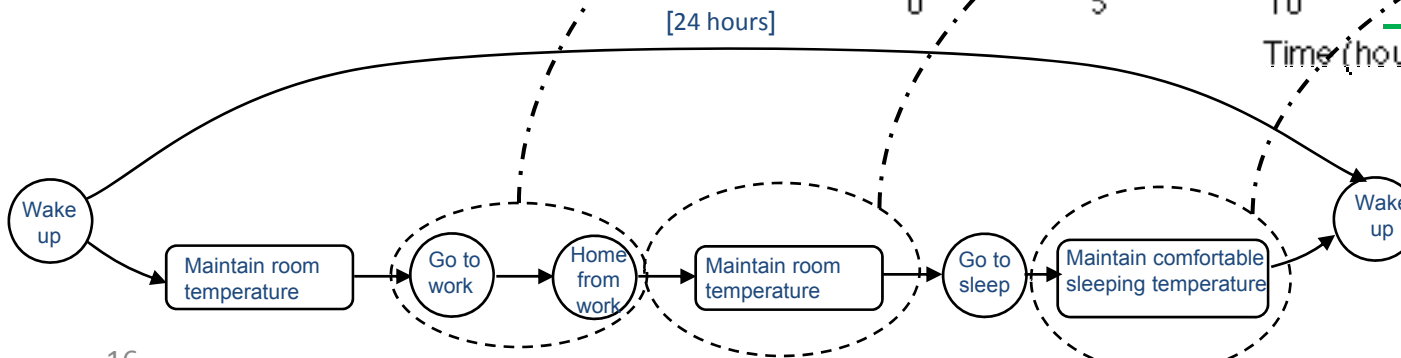 0 5 10
[24 hours]
Time (hou
Wake
up
Maintain room
temperature
Go to
work
Home
from
work
Maintain room
temperature
Go to
sleep
Maintain comfortable
sleeping temperature
Wake
up
16